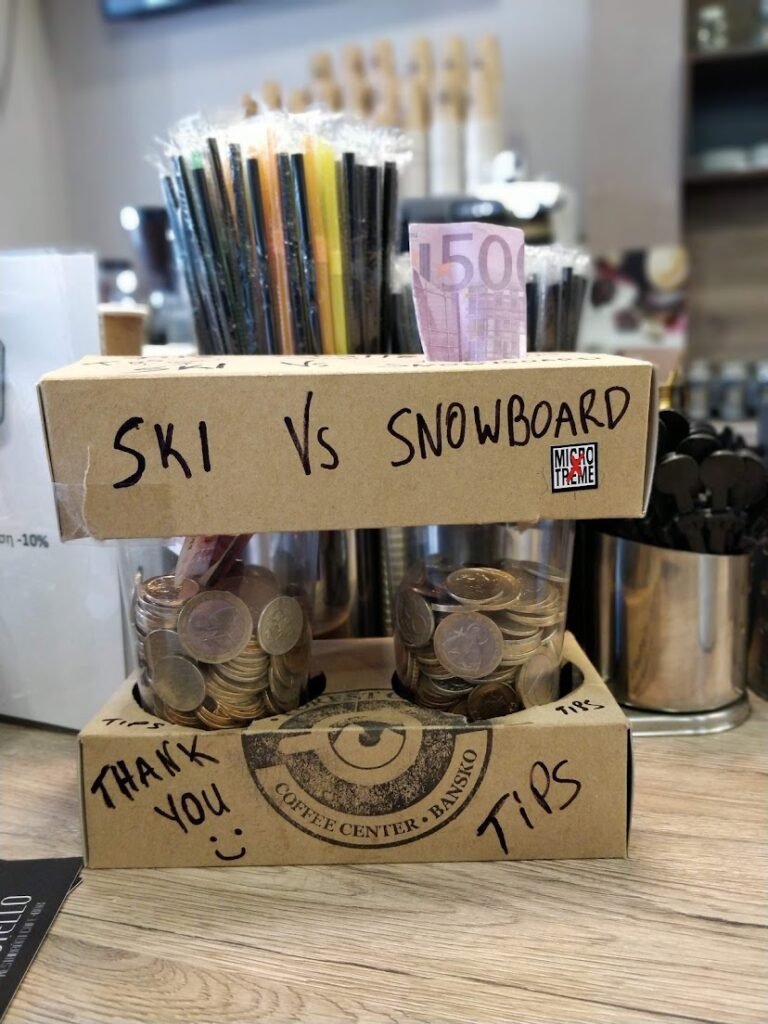 500
SKI Vs SNOWBOARD
MICRO
TREME
-10%
TIPS
TIPS
THANK
YOU
COFFEE CENTER • BANSKO
TIPS